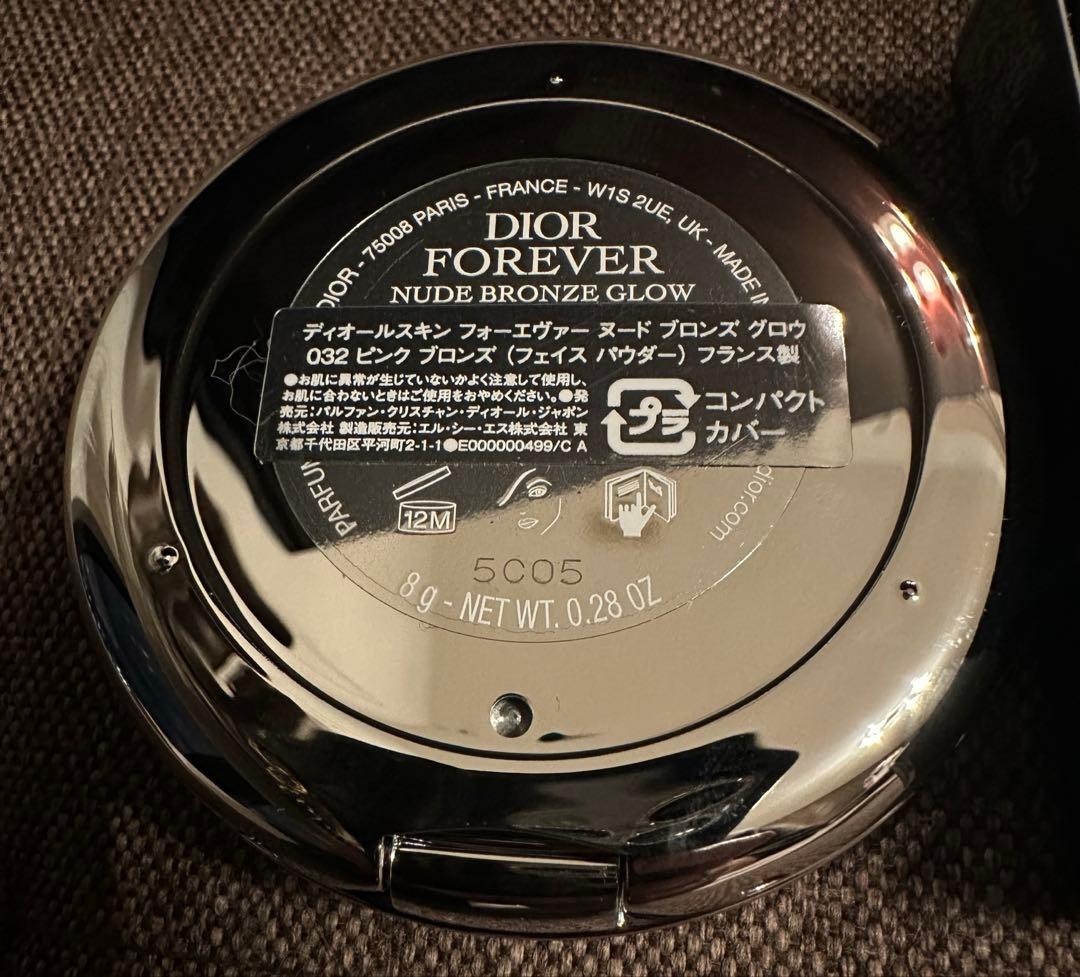 DIOR - 75008 PARIS - FRANCE - W1S 2UE, UK - MADE IN
DIOR
FOREVER
NUDE BRONZE GLOW
ディオールスキン フォーエヴァー ヌード ブロンズ グロウ
032 ピンク ブロンズ（フェイス パウダー）フランス製
●お肌に異常が生じていないかよく注意して使用し、
お肌に合わないときはご使用をおやめください。●発
売元：パルファン・クリスチャン・ディオール・ジャポン
株式会社 製造販売元：エル・シー・エス株式会社 東
京都千代田区平河町2-1-1●E000000499/C A
プラ
コンパクト
カバー
PARFUM
12M
dior.com
5C05
8 g - NET WT. 0.28 OZ